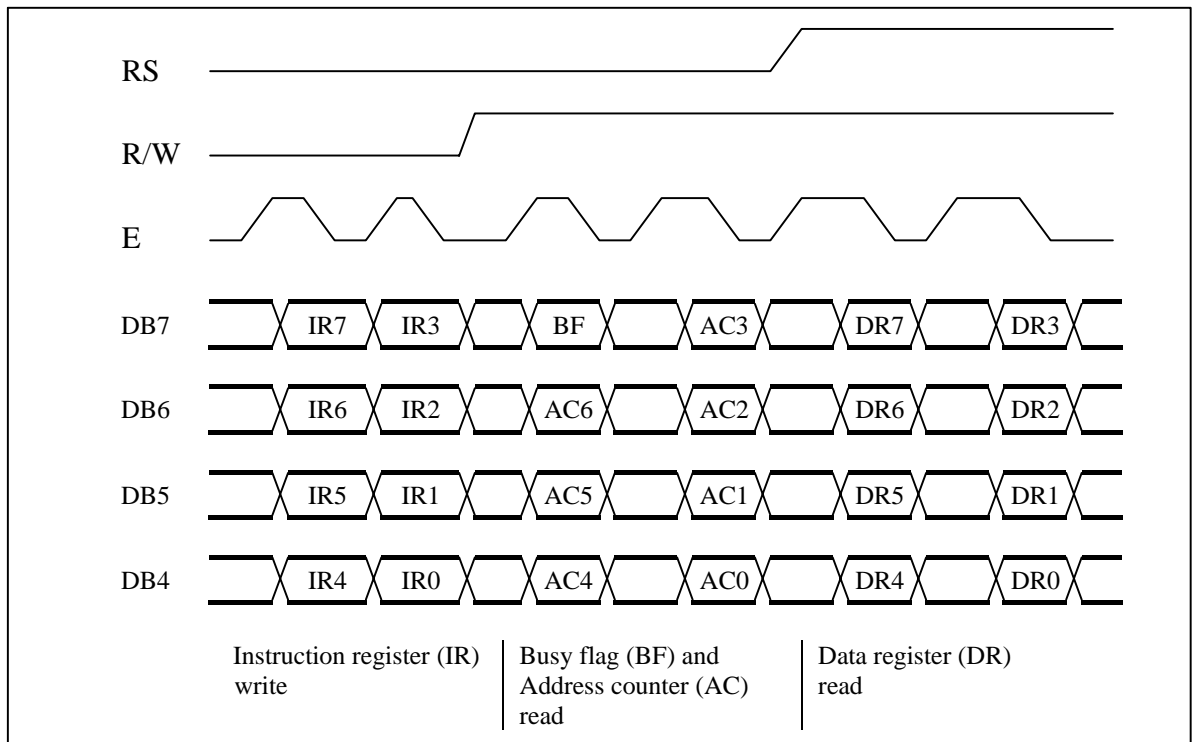 RS
R/W
E
DB7 IR7 IR3 BF AC3 DR7 DR3
DB6 IR6 IR2 AC6 AC2 DR6 DR2
DB5 IR5 IR1 AC5 AC1 DR5 DR1
DB4 IR4 IR0 AC4 AC0 DR4 DR0
Instruction register (IR)
write
Busy flag (BF) and
Address counter (AC)
read
Data register (DR)
read